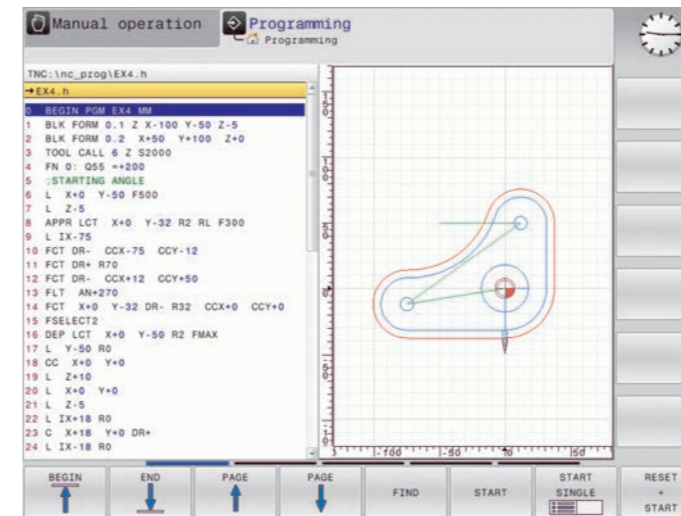 Manual operation
Programming
Programming
TNC:\nc_prog\EX4.h
→EX4.h
0 BEGIN PGM EX4 MM
1 BLK FORM 0.1 Z X-100 Y-50 Z-5
2 BLK FORM 0.2 X+50 Y+100 Z+0
3 TOOL CALL 6 Z S2000
4 FN 0: Q55 =+200
5 ;STARTING ANGLE
6 L X+0 Y-50 F500
7 L Z-5
8 APPR LCT X+0 Y-32 R2 RL F300
9 L IX-75
10 FCT DR- CCX-75 CCY-12
11 FCT DR+ R70
12 FCT DR- CCX+12 CCY+50
13 FLT AN+270
14 FCT X+0 Y-32 DR- R32 CCX+0 CCY+0
15 FSELECT2
16 DEP LCT X+0 Y-50 R2 FMAX
17 L Y-50 R0
18 CC X+0 Y+0
19 L Z+10
20 L X+0 Y+0
21 L Z-5
22 L IX+18 R0
23 C X+18 Y+0 DR+
24 L IX-18 R0
-100
-50
0
50
BEGIN
END
PAGE
PAGE
FIND
START
START
SINGLE
RESET
+
START